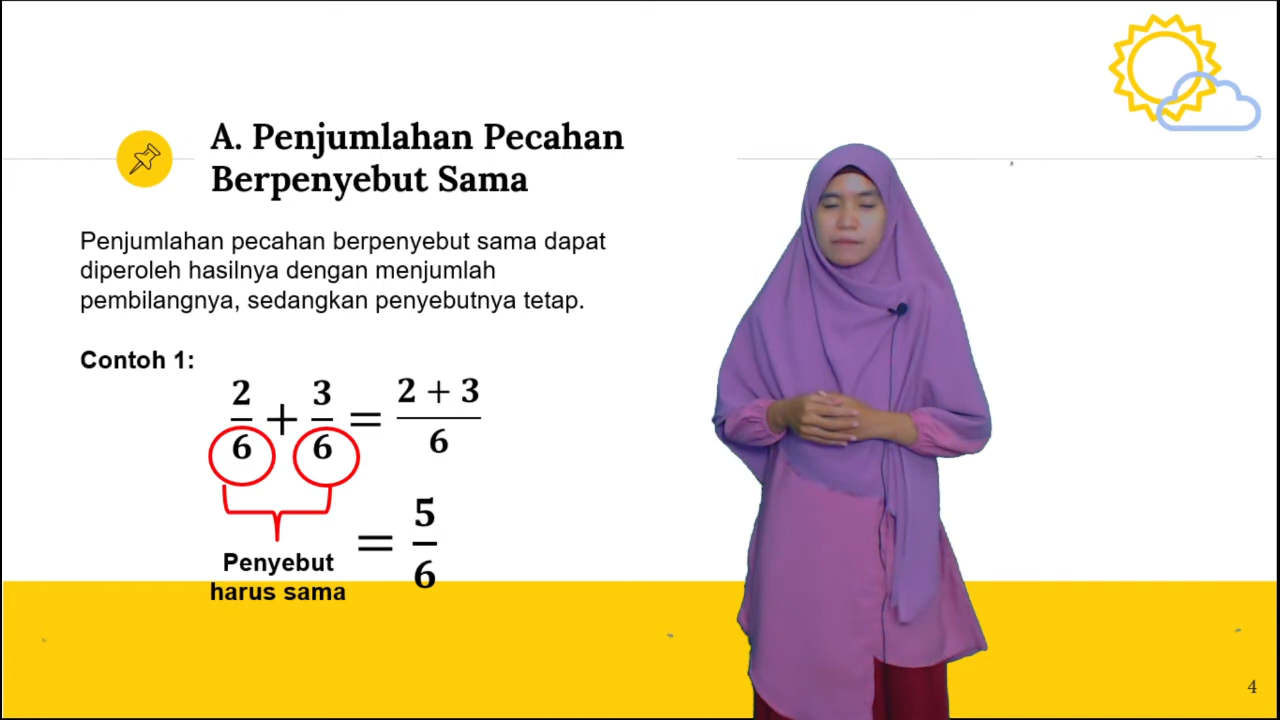 A. Penjumlahan Pecahan
Berpenyebut Sama
Penjumlahan pecahan berpenyebut sama dapat
diperoleh hasilnya dengan menjumlah
pembilangnya, sedangkan penyebutnya tetap.
Contoh 1:
2/6 + 3/6 = 2 + 3/6
= 5/6
Penyebut
harus sama
4